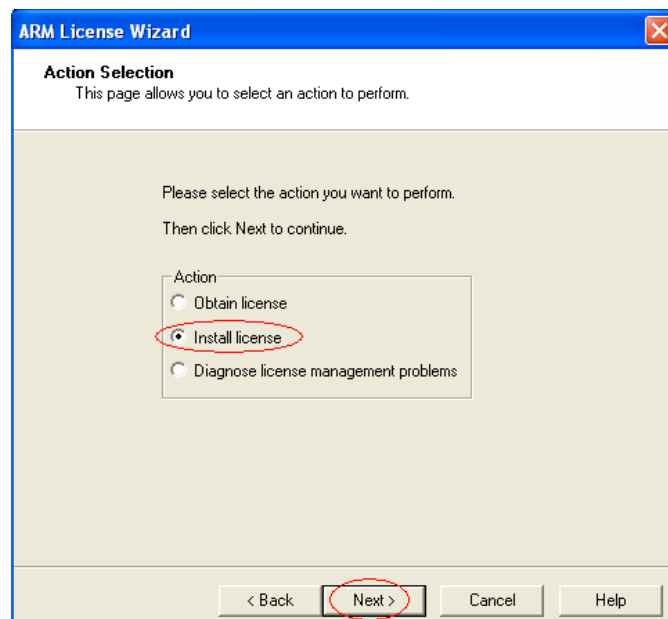 ARM License Wizard
Action Selection
This page allows you to select an action to perform.
Please select the action you want to perform.
Then click Next to continue.
Action
Obtain license
Install license
Diagnose license management problems
< Back Next > Cancel Help